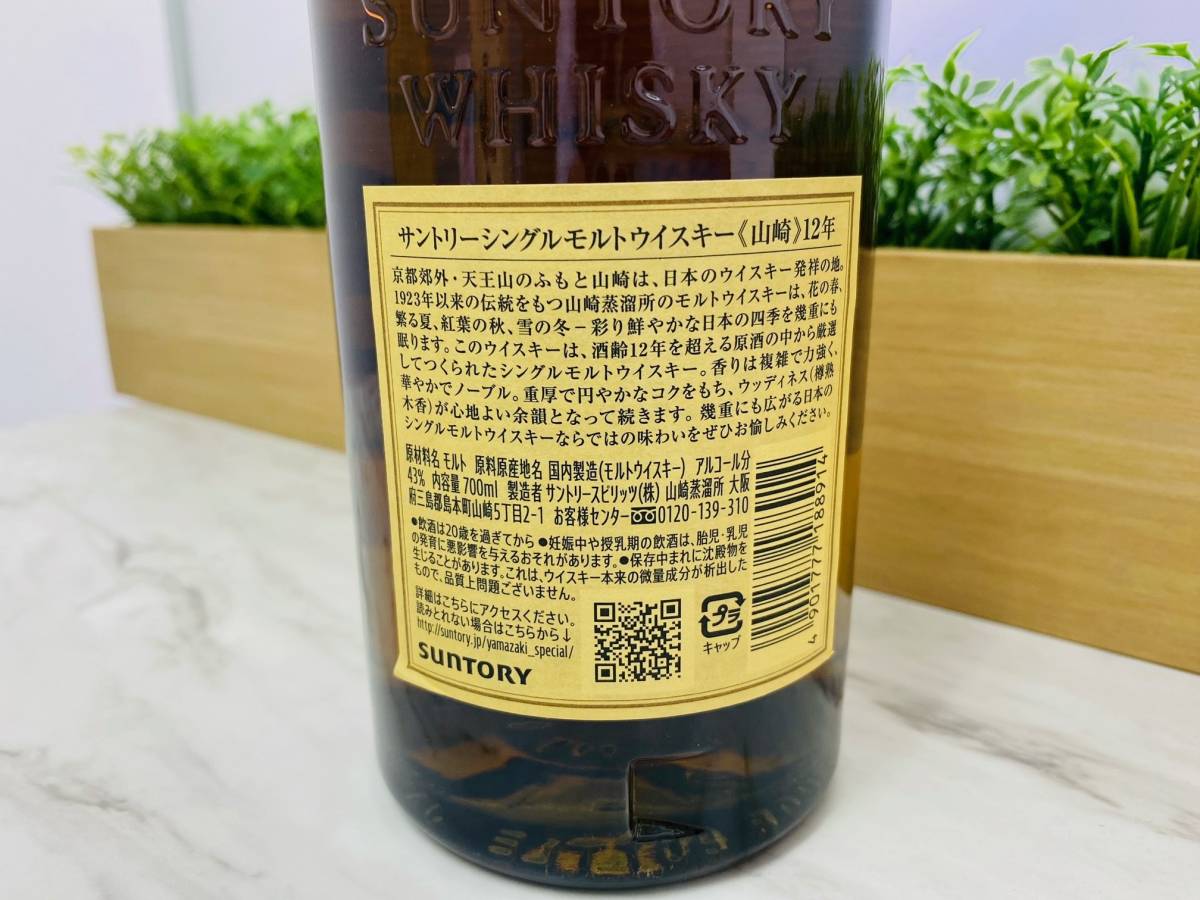 SUNTORY
WHISKY
サントリーシングルモルトウイスキー《山崎》12年
京都郊外・天王山のふもと山崎は、日本のウイスキー発祥の地。
1923年以来の伝統をもつ山崎蒸溜所のモルトウイスキーは、花の春、
繁る夏、紅葉の秋、雪の冬−彩り鮮やかな日本の四季を幾重にも
眠ります。このウイスキーは、酒齢12年を超える原酒の中から厳選
してつくられたシングルモルトウイスキー。香りは複雑で力強く、
華やかでノーブル。重厚で円やかなコクをもち、ウッディネス(樽熟
木香)が心地よい余韻となって続きます。幾重にも広がる日本の
シングルモルトウイスキーならではの味わいをぜひお愉しみください。
原材料名 モルト 原料原産地名 国内製造(モルトウイスキー) アルコール分
43% 内容量700ml 製造者 サントリースピリッツ(株) 山崎蒸溜所 大阪
府三島郡島本町山崎5丁目2-1 お客様センター0120-139-310
●飲酒は20歳を過ぎてから ●妊娠中や授乳期の飲酒は、胎児・乳児
の発育に悪影響を与えるおそれがあります。●保存中まれに沈殿物を
生じることがあります。これは、ウイスキー本来の微量成分が析出した
もので、品質上問題ございません。
詳細はこちらにアクセスください。
読みとれない場合はこちらから↓
http://suntory.jp/yamazaki_special/
SUNTORY
プラ
キャップ
4901777188914